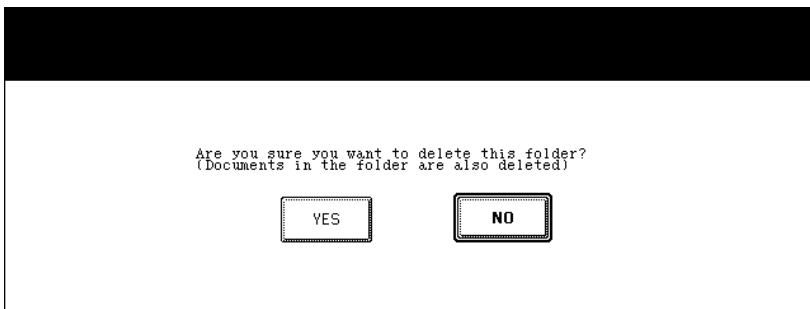 Are you sure you want to delete this folder?
(Documents in the folder are also deleted)
YES NO